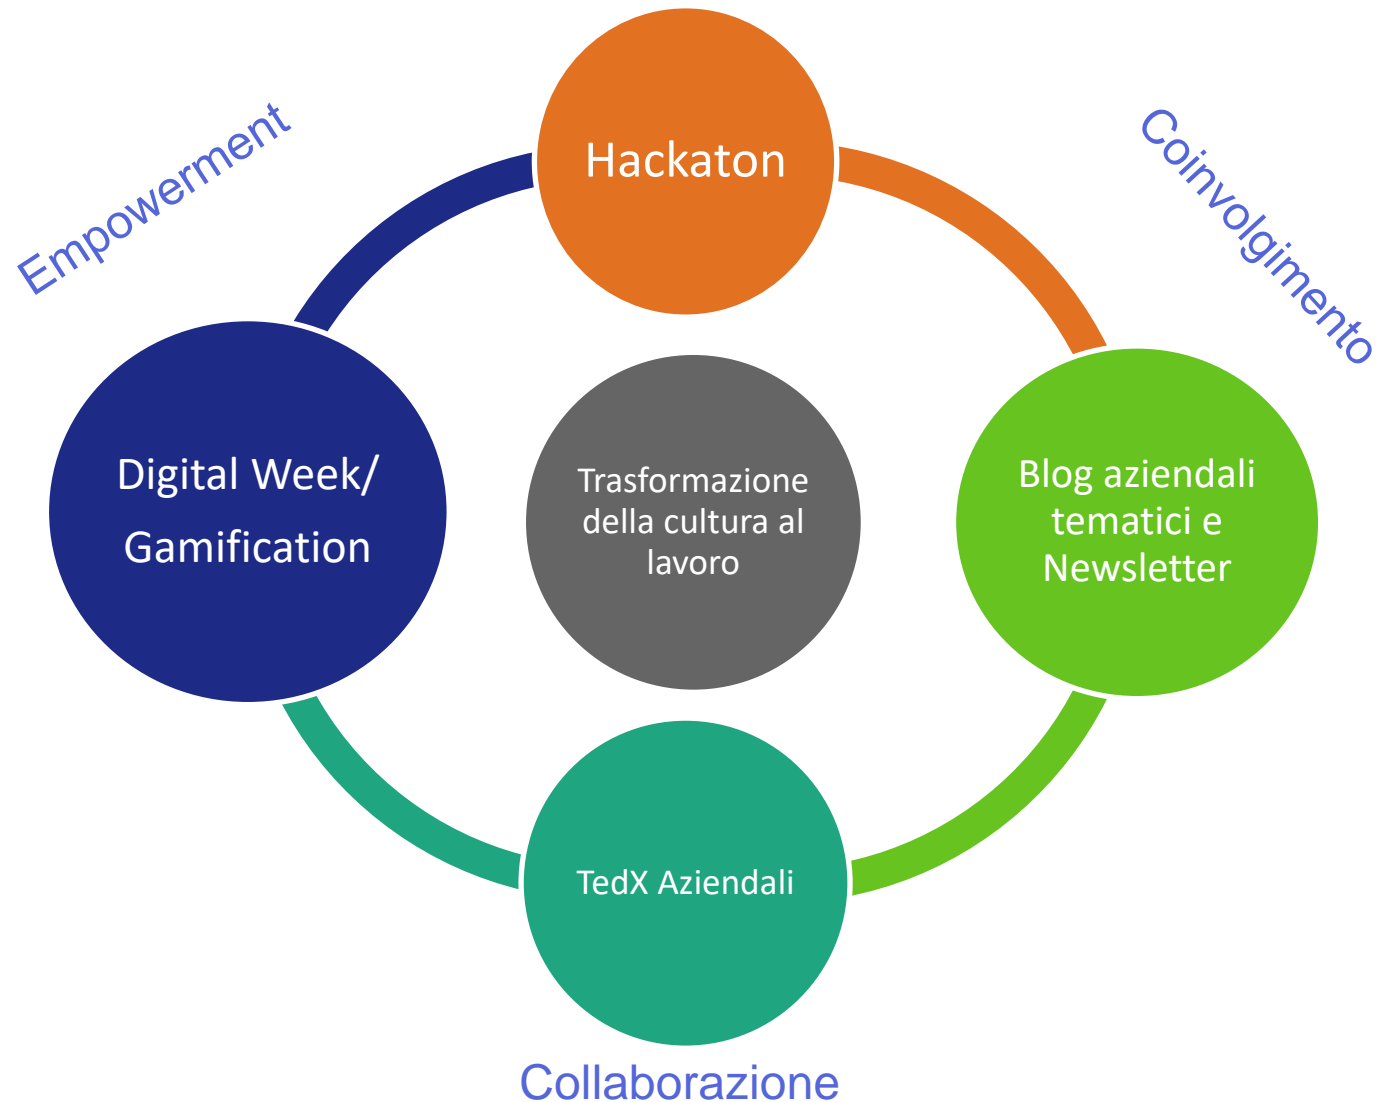 Hackaton
Empowerment
Coinvolgimento
Digital Week/
Gamification
Trasformazione
della cultura al
lavoro
Blog aziendali
tematici e
Newsletter
TedX Aziendali
Collaborazione